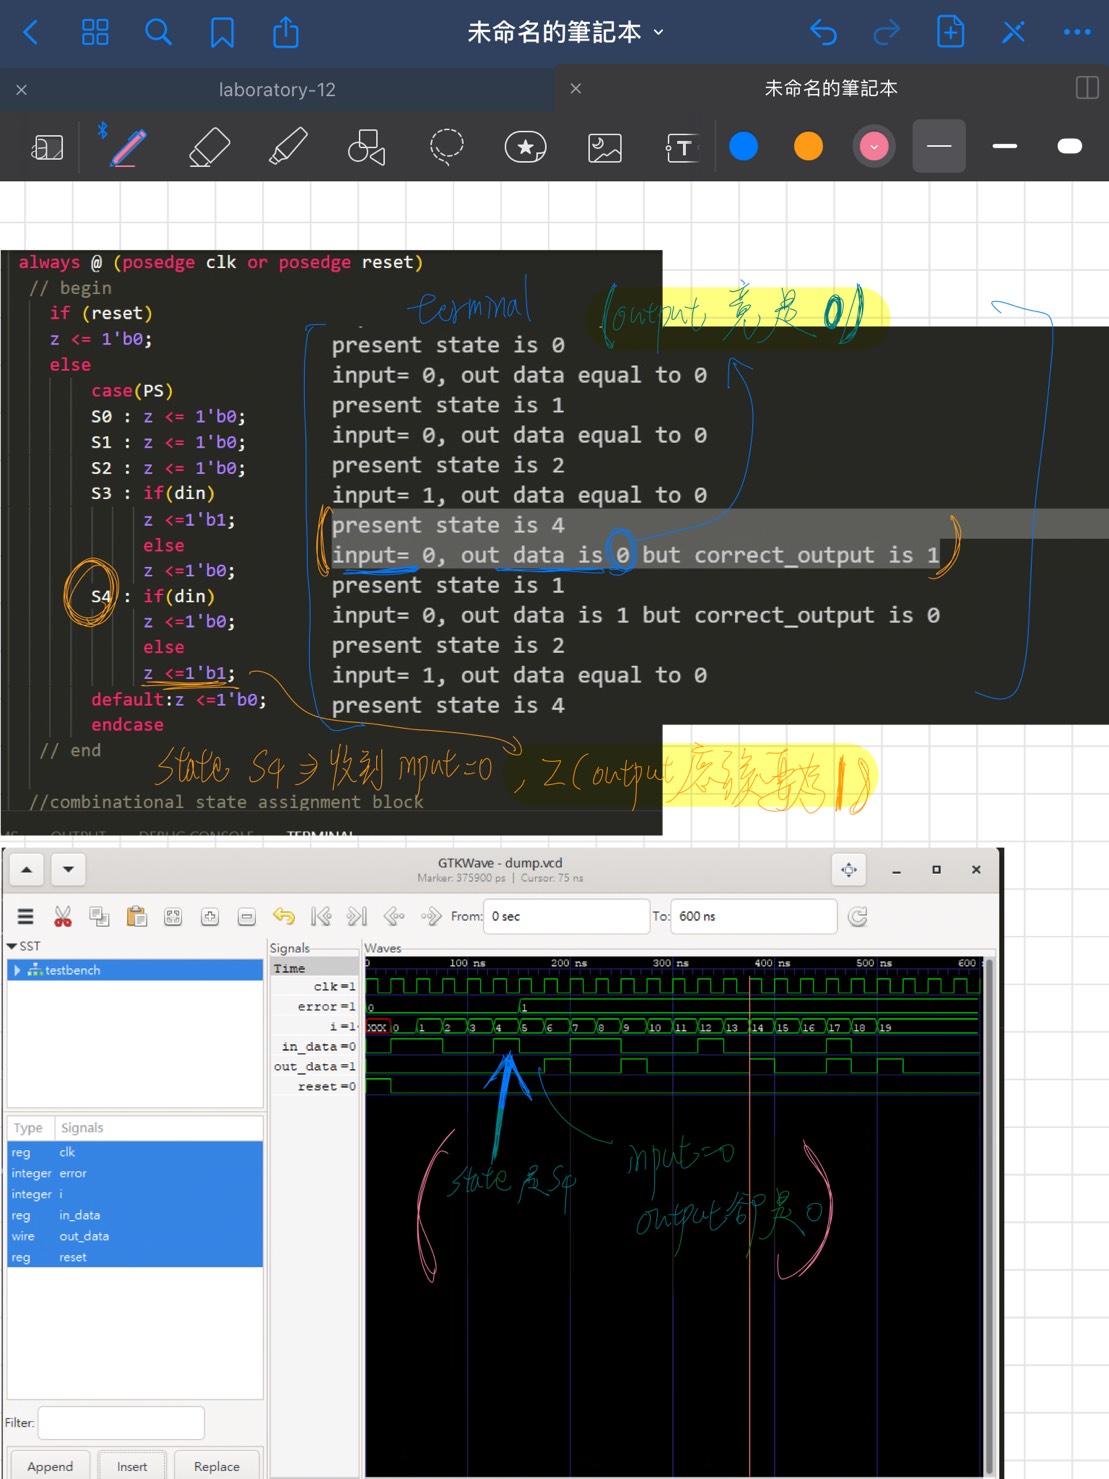 未命名的筆記本
laboratory-12
未命名的筆記本
T
always @ (posedge clk or posedge reset)
// begin
if (reset)
z <= 1'b0;
else
case(PS)
S0 : z <= 1'b0;
S1 : z <= 1'b0;
S2 : z <= 1'b0;
S3 : if(din)
z <=1'b1;
else
z <=1'b0;
S4 : if(din)
z <=1'b0;
else
z <=1'b1;
default:z <=1'b0;
endcase
// end
//combinational state assignment block
OUTPUT DEBUG CONSOLE TERMINAL
terminal
(output 竟是 0)
present state is 0
input= 0, out data equal to 0
present state is 1
input= 0, out data equal to 0
present state is 2
input= 1, out data equal to 0
present state is 4
input= 0, out data is 0 but correct_output is 1
present state is 1
input= 0, out data is 1 but correct_output is 0
present state is 2
input= 1, out data equal to 0
present state is 4
state S4 ⇒ 收到 input=0 , Z (output 應該要為 1)
GTKWave - dump.vcd
Marker: 375900 ps | Cursor: 75 ns
From: 0 sec To: 600 ns
SST
testbench
Type Signals
reg clk
integer error
integer i
reg in_data
wire out_data
reg reset
Filter:
Append Insert Replace
Signals
Time
clk=1
error=1
i=1
in_data=0
out_data=1
reset=0
Waves
0 100 ns 200 ns 300 ns 400 ns 500 ns 600
0 1
XXX 0 1 2 3 4 5 6 7 8 9 10 11 12 13 14 15 16 17 18 19
state 是 S4
input=0
output 卻是 0